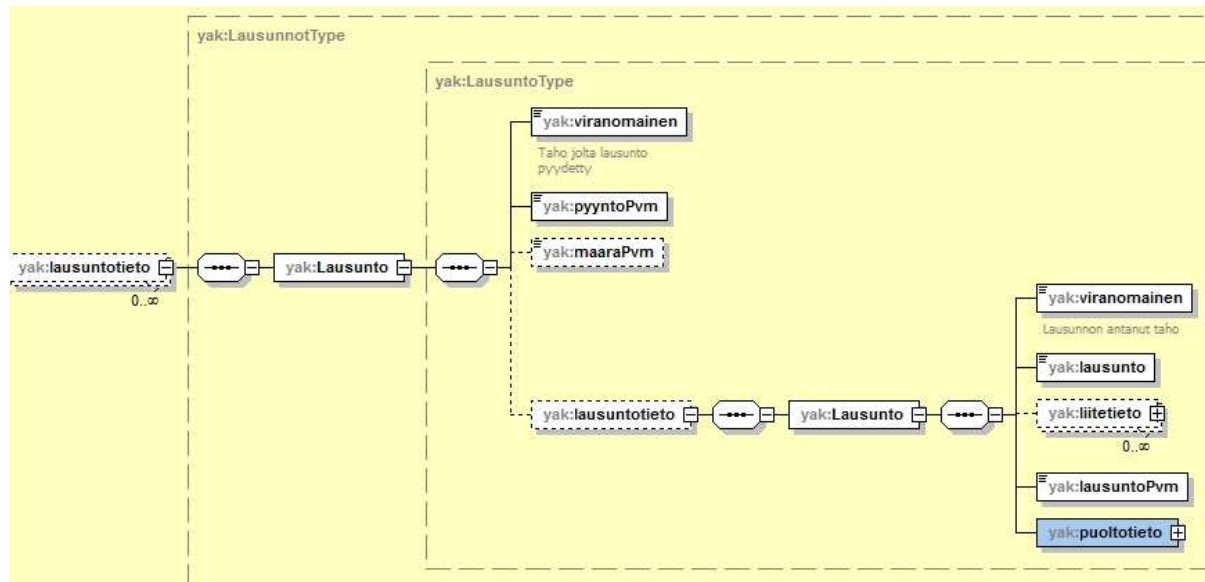 yak:LausunnotType
yak:LausuntoType
yak:viranomainen
Taho jolta lausunto
pyydetty
yak:pyyntoPvm
yak:maaraPvm
yak:lausuntotieto
0..∞
yak:Lausunto
yak:viranomainen
Lausunnon antanut taho
yak:lausunto
yak:lausuntotieto
yak:Lausunto
yak:liitetieto
0..∞
yak:lausuntoPvm
yak:puoltotieto